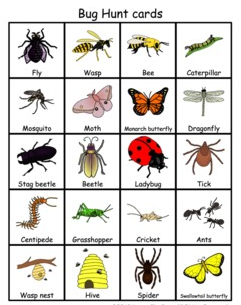 Bug Hunt cards
Fly
Wasp
Bee
Caterpillar
Mosquito
Moth
Monarch butterfly
Dragonfly
Stag beetle
Beetle
Ladybug
Tick
Centipede
Grasshopper
Cricket
Ants
Wasp nest
Hive
Spider
Swallowtail butterfly